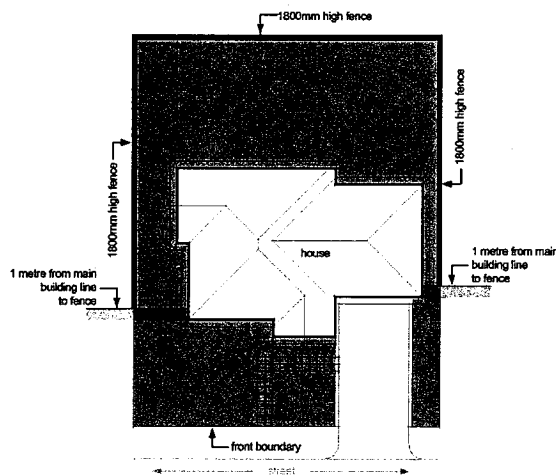 1800mm high fence
1800mm high fence
1800mm high fence
house
1 metre from main
building line
to fence
1 metre from main
building line
to fence
front boundary
street